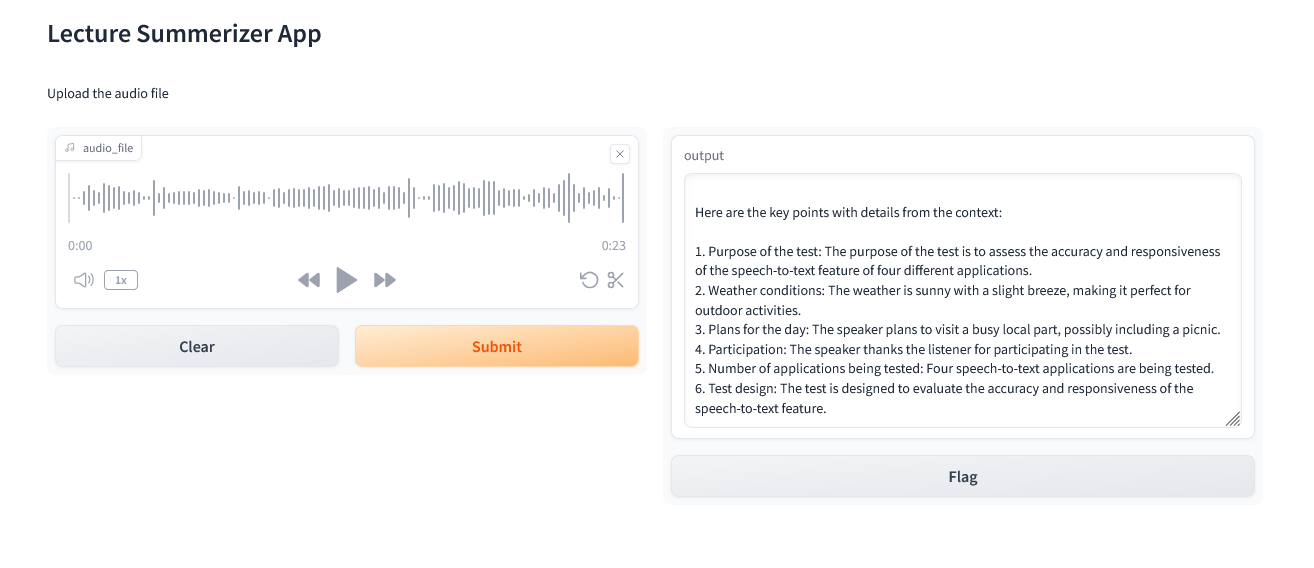 Lecture Summerizer App
Upload the audio file
audio_file
0:00
0:23
1x
Clear
Submit
output
Here are the key points with details from the context:
1. Purpose of the test: The purpose of the test is to assess the accuracy and responsiveness
of the speech-to-text feature of four different applications.
2. Weather conditions: The weather is sunny with a slight breeze, making it perfect for
outdoor activities.
3. Plans for the day: The speaker plans to visit a busy local part, possibly including a picnic.
4. Participation: The speaker thanks the listener for participating in the test.
5. Number of applications being tested: Four speech-to-text applications are being tested.
6. Test design: The test is designed to evaluate the accuracy and responsiveness of the
speech-to-text feature.
Flag